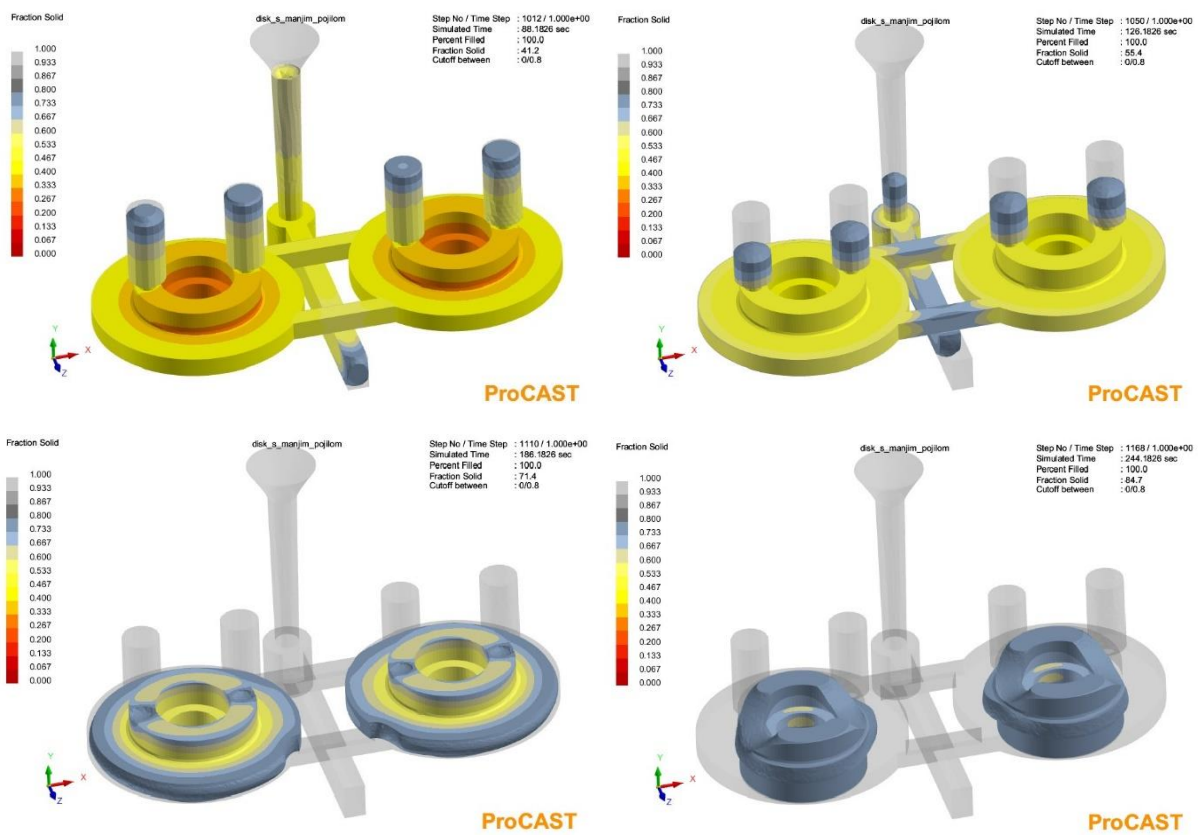 Fraction Solid
disk_s_manjim_pojilom
Step No / Time Step : 1012 / 1.000e+00
Simulated Time : 88.1826 sec
Percent Filled : 100.0
Fraction Solid : 41.2
Cutoff between : 0/0.8
1.000
0.933
0.867
0.800
0.733
0.667
0.600
0.533
0.467
0.400
0.333
0.267
0.200
0.133
0.067
0.000
Y
X
Z
ProCAST
Fraction Solid
disk_s_manjim_pojilom
Step No / Time Step : 1050 / 1.000e+00
Simulated Time : 126.1826 sec
Percent Filled : 100.0
Fraction Solid : 55.4
Cutoff between : 0/0.8
1.000
0.933
0.867
0.800
0.733
0.667
0.600
0.533
0.467
0.400
0.333
0.267
0.200
0.133
0.067
0.000
Y
X
Z
ProCAST
Fraction Solid
disk_s_manjim_pojilom
Step No / Time Step : 1110 / 1.000e+00
Simulated Time : 186.1826 sec
Percent Filled : 100.0
Fraction Solid : 71.4
Cutoff between : 0/0.8
1.000
0.933
0.867
0.800
0.733
0.667
0.600
0.533
0.467
0.400
0.333
0.267
0.200
0.133
0.067
0.000
Y
X
Z
ProCAST
Fraction Solid
disk_s_manjim_pojilom
Step No / Time Step : 1168 / 1.000e+00
Simulated Time : 244.1826 sec
Percent Filled : 100.0
Fraction Solid : 84.7
Cutoff between : 0/0.8
1.000
0.933
0.867
0.800
0.733
0.667
0.600
0.533
0.467
0.400
0.333
0.267
0.200
0.133
0.067
0.000
Y
X
Z
ProCAST